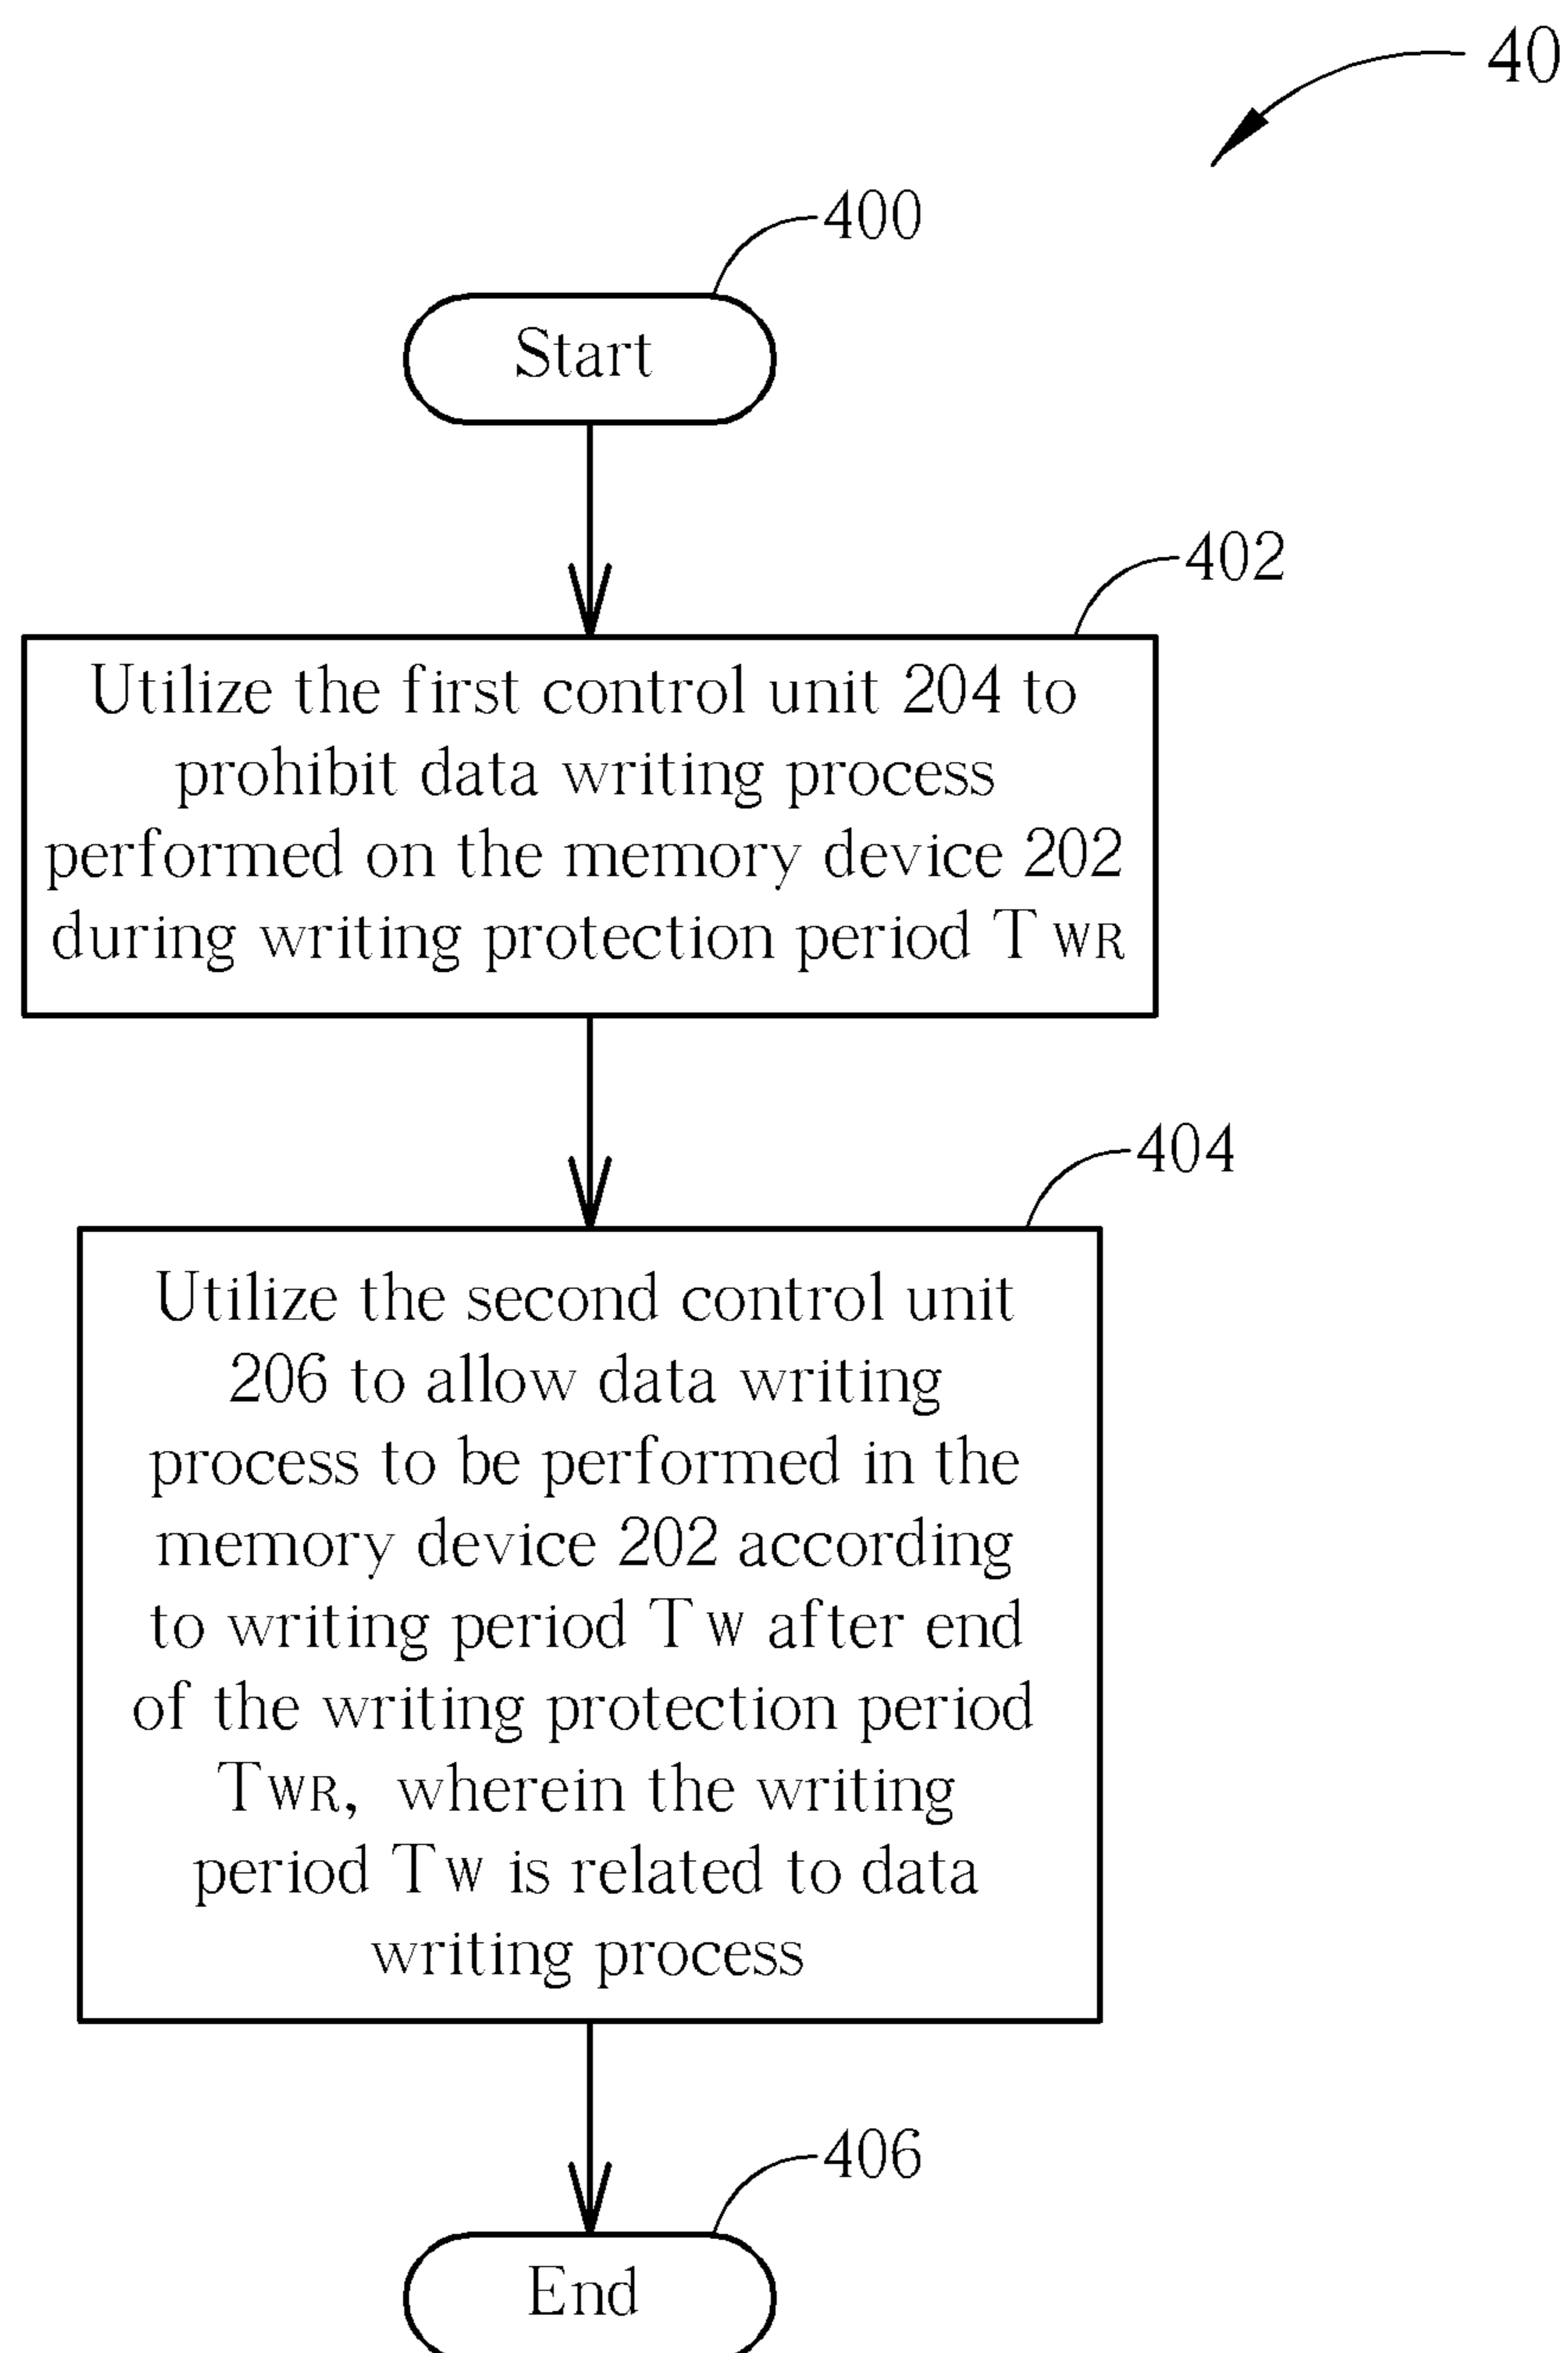 40
400
Start
402
Utilize the first control unit 204 to
prohibit data writing process
performed on the memory device 202
during writing protection period T WR
404
Utilize the second control unit
206 to allow data writing
process to be performed in the
memory device 202 according
to writing period T W after end
of the writing protection period
TWR, wherein the writing
period TW is related to data
writing process
406
End